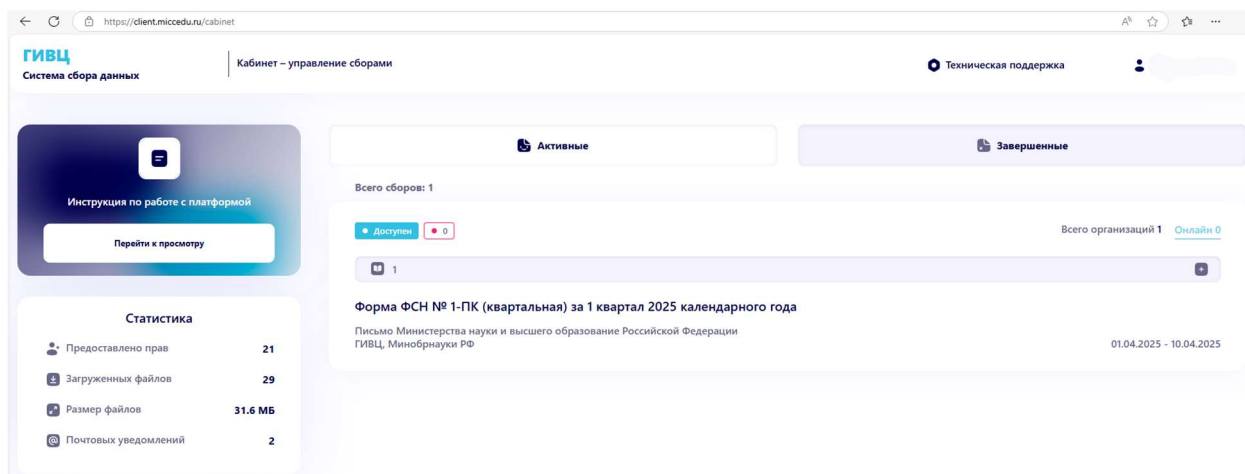 https://client.miccedu.ru/cabinet
ГИВЦ
Система сбора данных
Кабинет – управление сборами
Техническая поддержка
Инструкция по работе с платформой
Перейти к просмотру
Статистика
Предоставлено прав 21
Загруженных файлов 29
Размер файлов 31.6 МБ
Почтовых уведомлений 2
Активные
Завершенные
Всего сборов: 1
Доступен 0
Всего организаций 1 Онлайн 0
1
Форма ФСН № 1-ПК (квартальная) за 1 квартал 2025 календарного года
Письмо Министерства науки и высшего образование Российской Федерации
ГИВЦ, Минобрнауки РФ
01.04.2025 - 10.04.2025